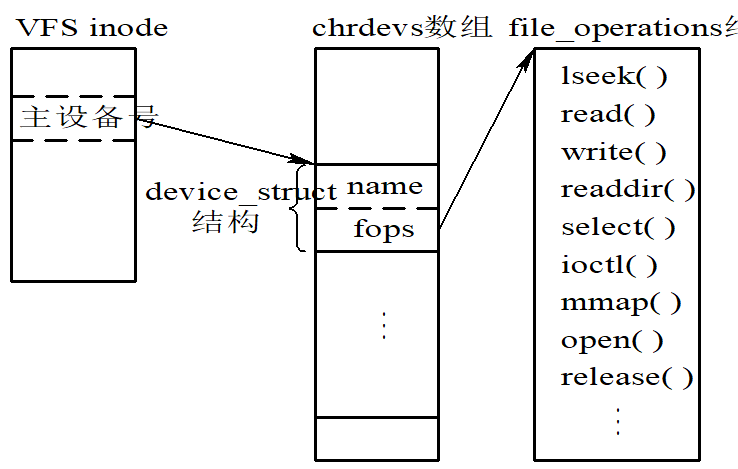 VFS inode
chrdevs数组
file_operations
主设备号
device_struct
结构
name
fops
lseek( )
read( )
write( )
readdir( )
select( )
ioctl( )
mmap( )
open( )
release( )